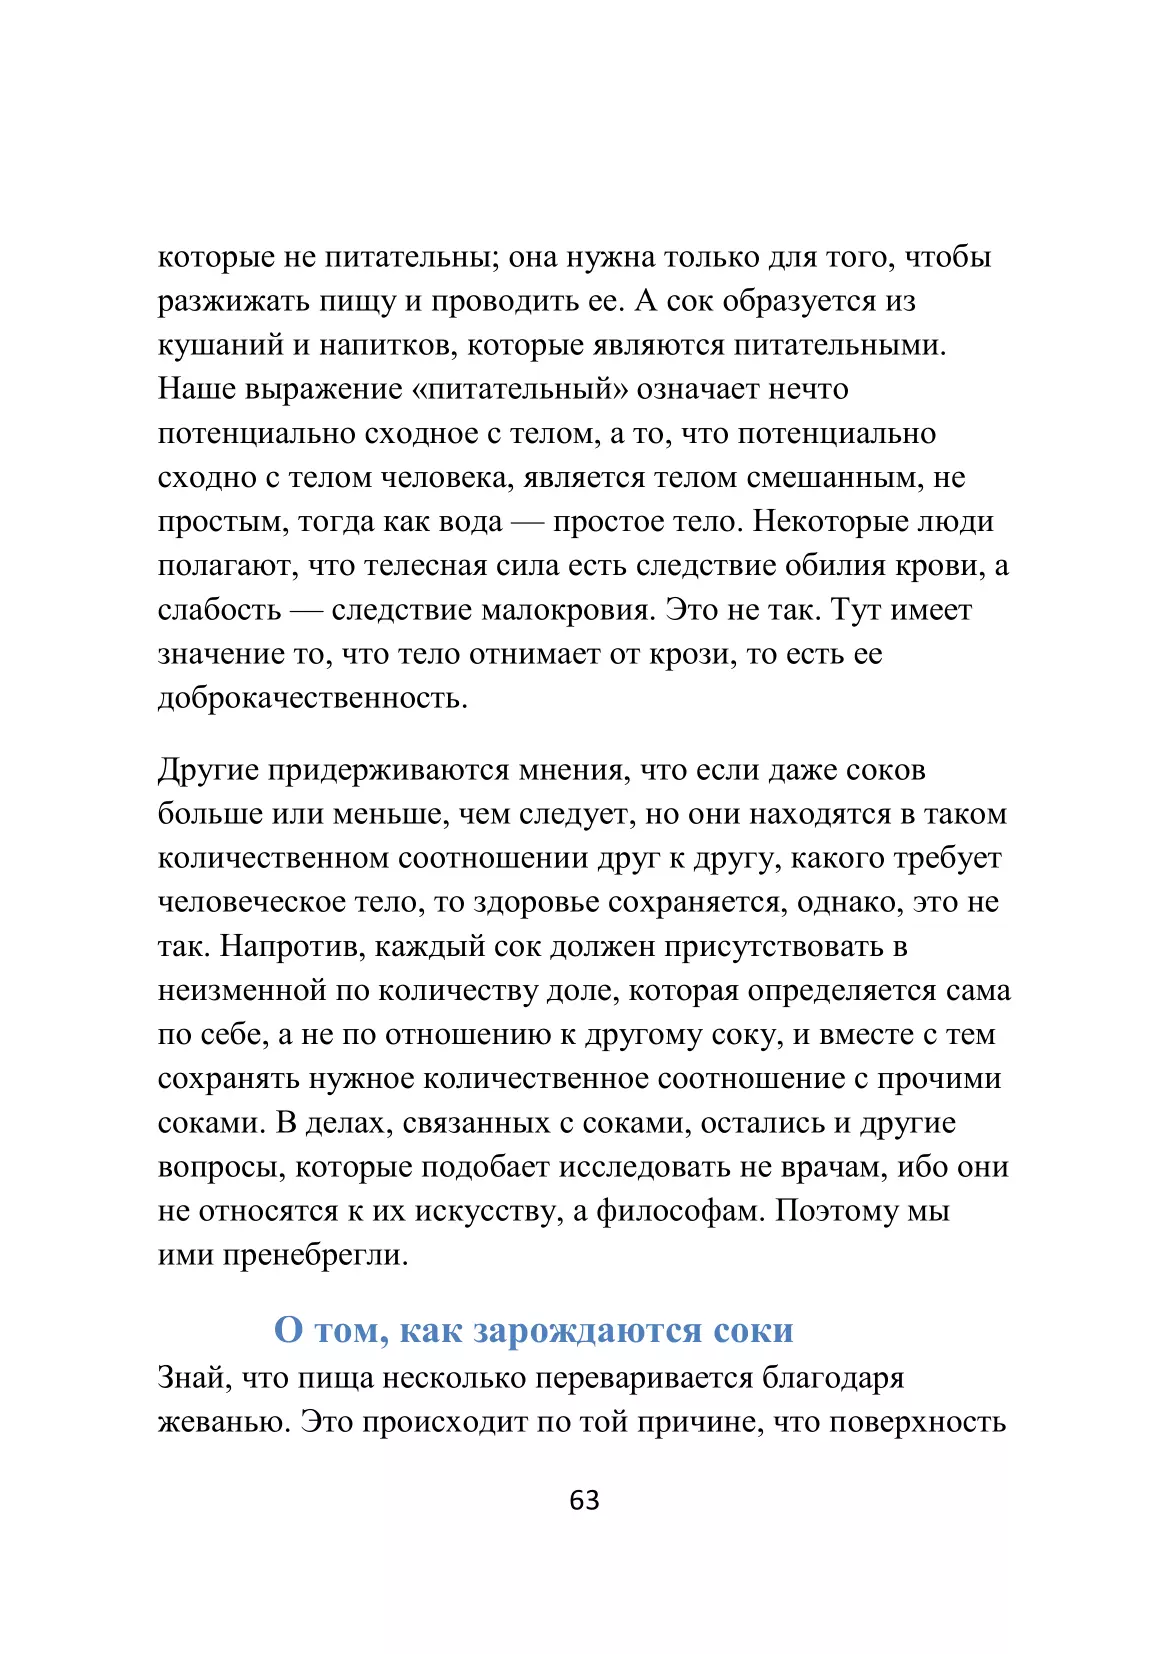 которые не питательны; она нужна только для того, чтобы
разжижать пищу и проводить ее. А сок образуется из
кушаний и напитков, которые являются питательными.
Наше выражение «питательный» означает нечто
потенциально сходное с телом, а то, что потенциально
сходно с телом человека, является телом смешанным, не
простым, тогда как вода — простое тело. Некоторые люди
полагают, что телесная сила есть следствие обилия крови, а
слабость — следствие малокровия. Это не так. Тут имеет
значение то, что тело отнимает от крози, то есть ее
доброкачественность.
Другие придерживаются мнения, что если даже соков
больше или меньше, чем следует, но они находятся в таком
количественном соотношении друг к другу, какого требует
человеческое тело, то здоровье сохраняется, однако, это не
так. Напротив, каждый сок должен присутствовать в
неизменной по количеству доле, которая определяется сама
по себе, а не по отношению к другому соку, и вместе с тем
сохранять нужное количественное соотношение с прочими
соками. В делах, связанных с соками, остались и другие
вопросы, которые подобает исследовать не врачам, ибо они
не относятся к их искусству, а философам. Поэтому мы
ими пренебрегли.
О том, как зарождаются соки
Знай, что пища несколько переваривается благодаря
жеванью. Это происходит по той причине, что поверхность
63